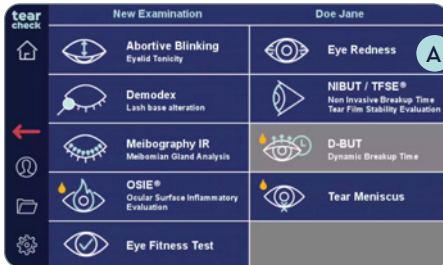 tear
check
New Examination
Doe Jane
Abortive Blinking
Eyelid Tonicity
Eye Redness
A
Demodex
Lash base alteration
NIBUT / TFSE®
Non Invasive Breakup Time
Tear Film Stability Evaluation
Meibography IR
Meibomian Gland Analysis
D-BUT
Dynamic Breakup Time
OSIE®
Ocular Surface Inflammatory
Evaluation
Tear Meniscus
Eye Fitness Test